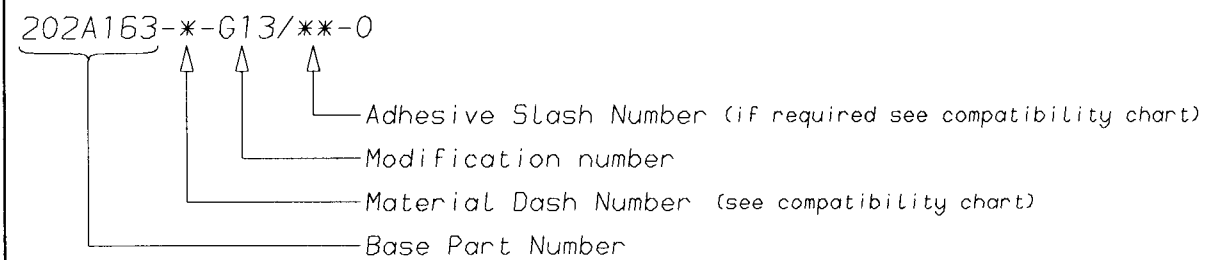 202A163-*-G13/**-0
Adhesive Slash Number (if required see compatibility chart)
Modification number
Material Dash Number (see compatibility chart)
Base Part Number